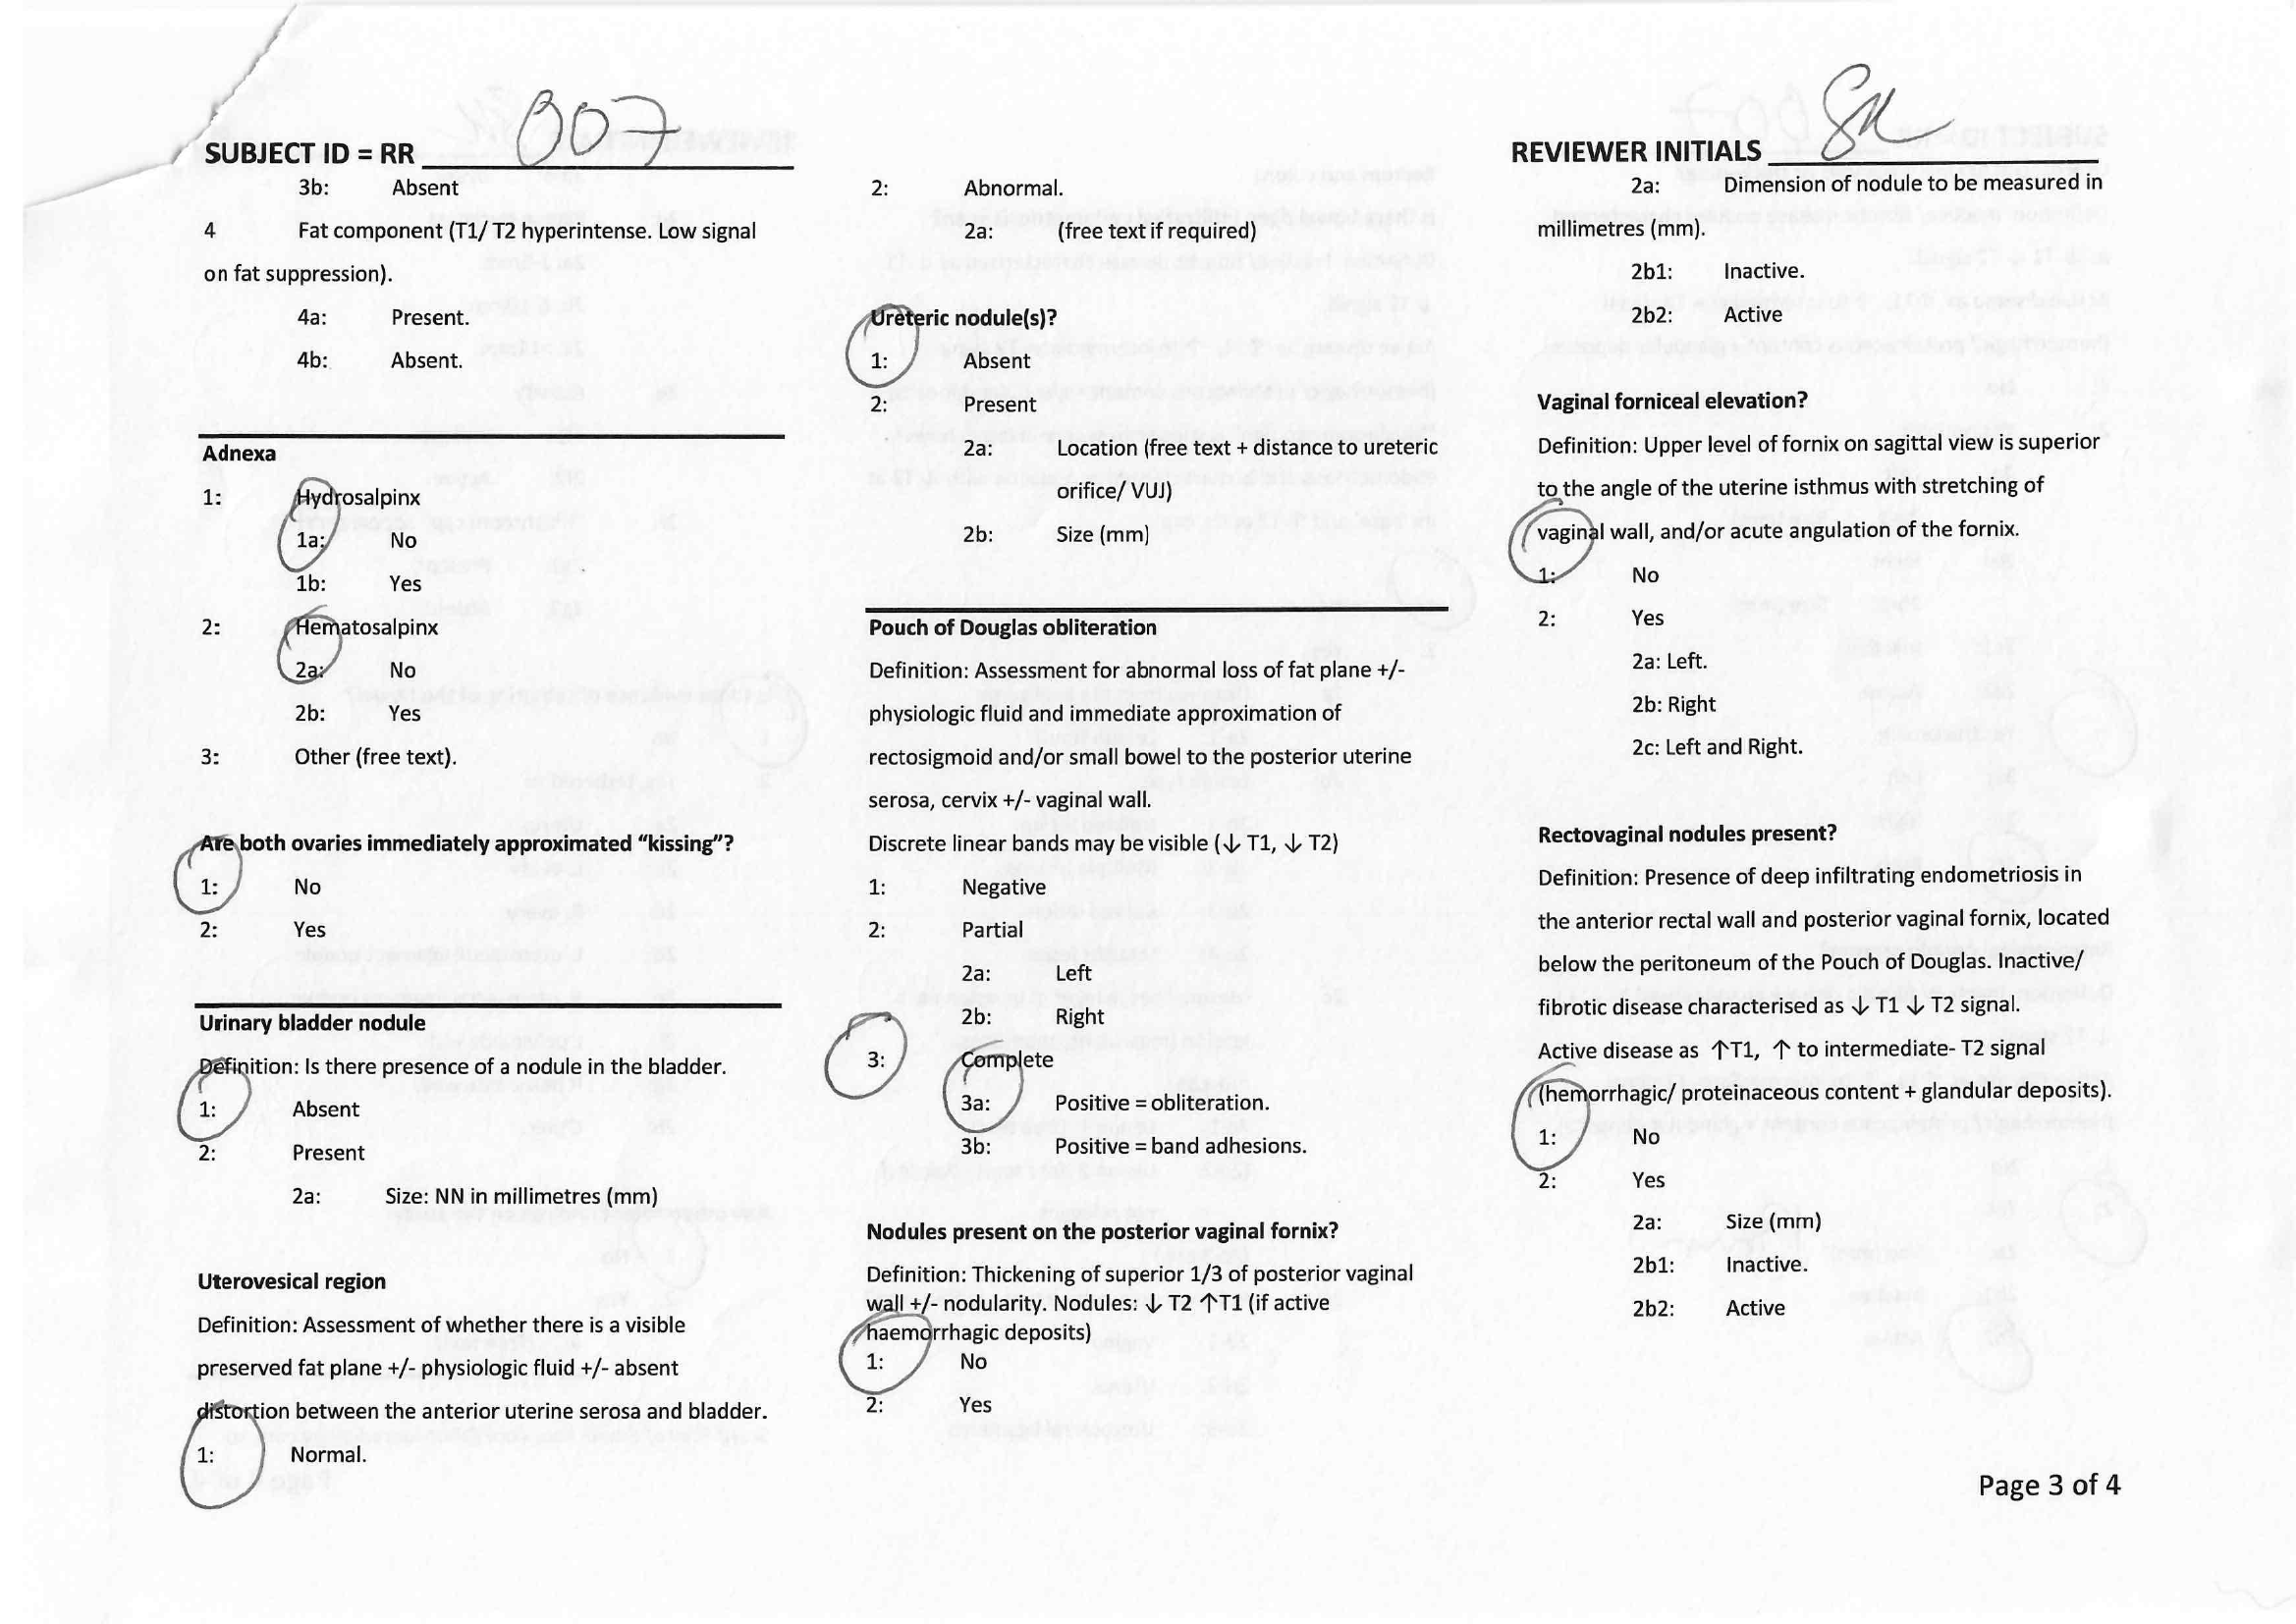 SUBJECT ID = RR 007
3b: Absent
4 Fat component (T1/ T2 hyperintense. Low signal
on fat suppression).
4a: Present.
4b: Absent.
Adnexa
1: Hydrosalpinx
1a: No
1b: Yes
2: Hematosalpinx
2a: No
2b: Yes
3: Other (free text).
Are both ovaries immediately approximated “kissing”?
1: No
2: Yes
Urinary bladder nodule
Definition: Is there presence of a nodule in the bladder.
1: Absent
2: Present
2a: Size: NN in millimetres (mm)
Uterovesical region
Definition: Assessment of whether there is a visible
preserved fat plane +/- physiologic fluid +/- absent
distortion between the anterior uterine serosa and bladder.
1: Normal.
2: Abnormal.
2a: (free text if required)
Ureteric nodule(s)?
1: Absent
2: Present
2a: Location (free text + distance to ureteric
orifice/ VUJ)
2b: Size (mm)
Pouch of Douglas obliteration
Definition: Assessment for abnormal loss of fat plane +/-
physiologic fluid and immediate approximation of
rectosigmoid and/or small bowel to the posterior uterine
serosa, cervix +/- vaginal wall.
Discrete linear bands may be visible (↓ T1, ↓ T2)
1: Negative
2: Partial
2a: Left
2b: Right
3: Complete
3a: Positive = obliteration.
3b: Positive = band adhesions.
Nodules present on the posterior vaginal fornix?
Definition: Thickening of superior 1/3 of posterior vaginal
wall +/- nodularity. Nodules: ↓ T2 ↑T1 (if active
haemorrhagic deposits)
1: No
2: Yes
REVIEWER INITIALS
2a: Dimension of nodule to be measured in
millimetres (mm).
2b1: Inactive.
2b2: Active
Vaginal forniceal elevation?
Definition: Upper level of fornix on sagittal view is superior
to the angle of the uterine isthmus with stretching of
vaginal wall, and/or acute angulation of the fornix.
1: No
2: Yes
2a: Left.
2b: Right
2c: Left and Right.
Rectovaginal nodules present?
Definition: Presence of deep infiltrating endometriosis in
the anterior rectal wall and posterior vaginal fornix, located
below the peritoneum of the Pouch of Douglas. Inactive/
fibrotic disease characterised as ↓ T1 ↓ T2 signal.
Active disease as ↑T1, ↑ to intermediate- T2 signal
(hemorrhagic/ proteinaceous content + glandular deposits).
1: No
2: Yes
2a: Size (mm)
2b1: Inactive.
2b2: Active
Page 3 of 4